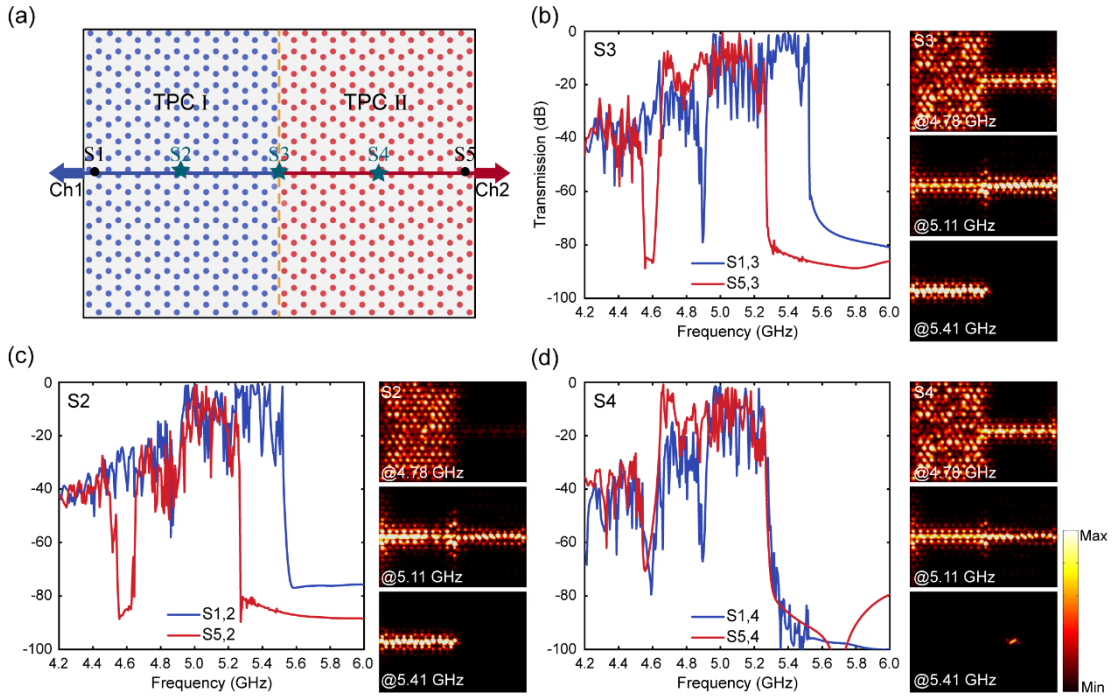 (a)
TPC I
TPC II
S1
S2
S3
S4
S5
Ch1
Ch2
(b)
S3
0
-20
-40
-60
-80
-100
Transmission (dB)
S1,3
S5,3
4.2 4.4 4.6 4.8 5.0 5.2 5.4 5.6 5.8 6.0
Frequency (GHz)
S3
@4.78 GHz
@5.11 GHz
@5.41 GHz
(c)
S2
0
-20
-40
-60
-80
-100
S1,2
S5,2
4.2 4.4 4.6 4.8 5.0 5.2 5.4 5.6 5.8 6.0
Frequency (GHz)
S2
@4.78 GHz
@5.11 GHz
@5.41 GHz
(d)
S4
0
-20
-40
-60
-80
-100
S1,4
S5,4
4.2 4.4 4.6 4.8 5.0 5.2 5.4 5.6 5.8 6.0
Frequency (GHz)
S4
@4.78 GHz
@5.11 GHz
@5.41 GHz
Max
Min